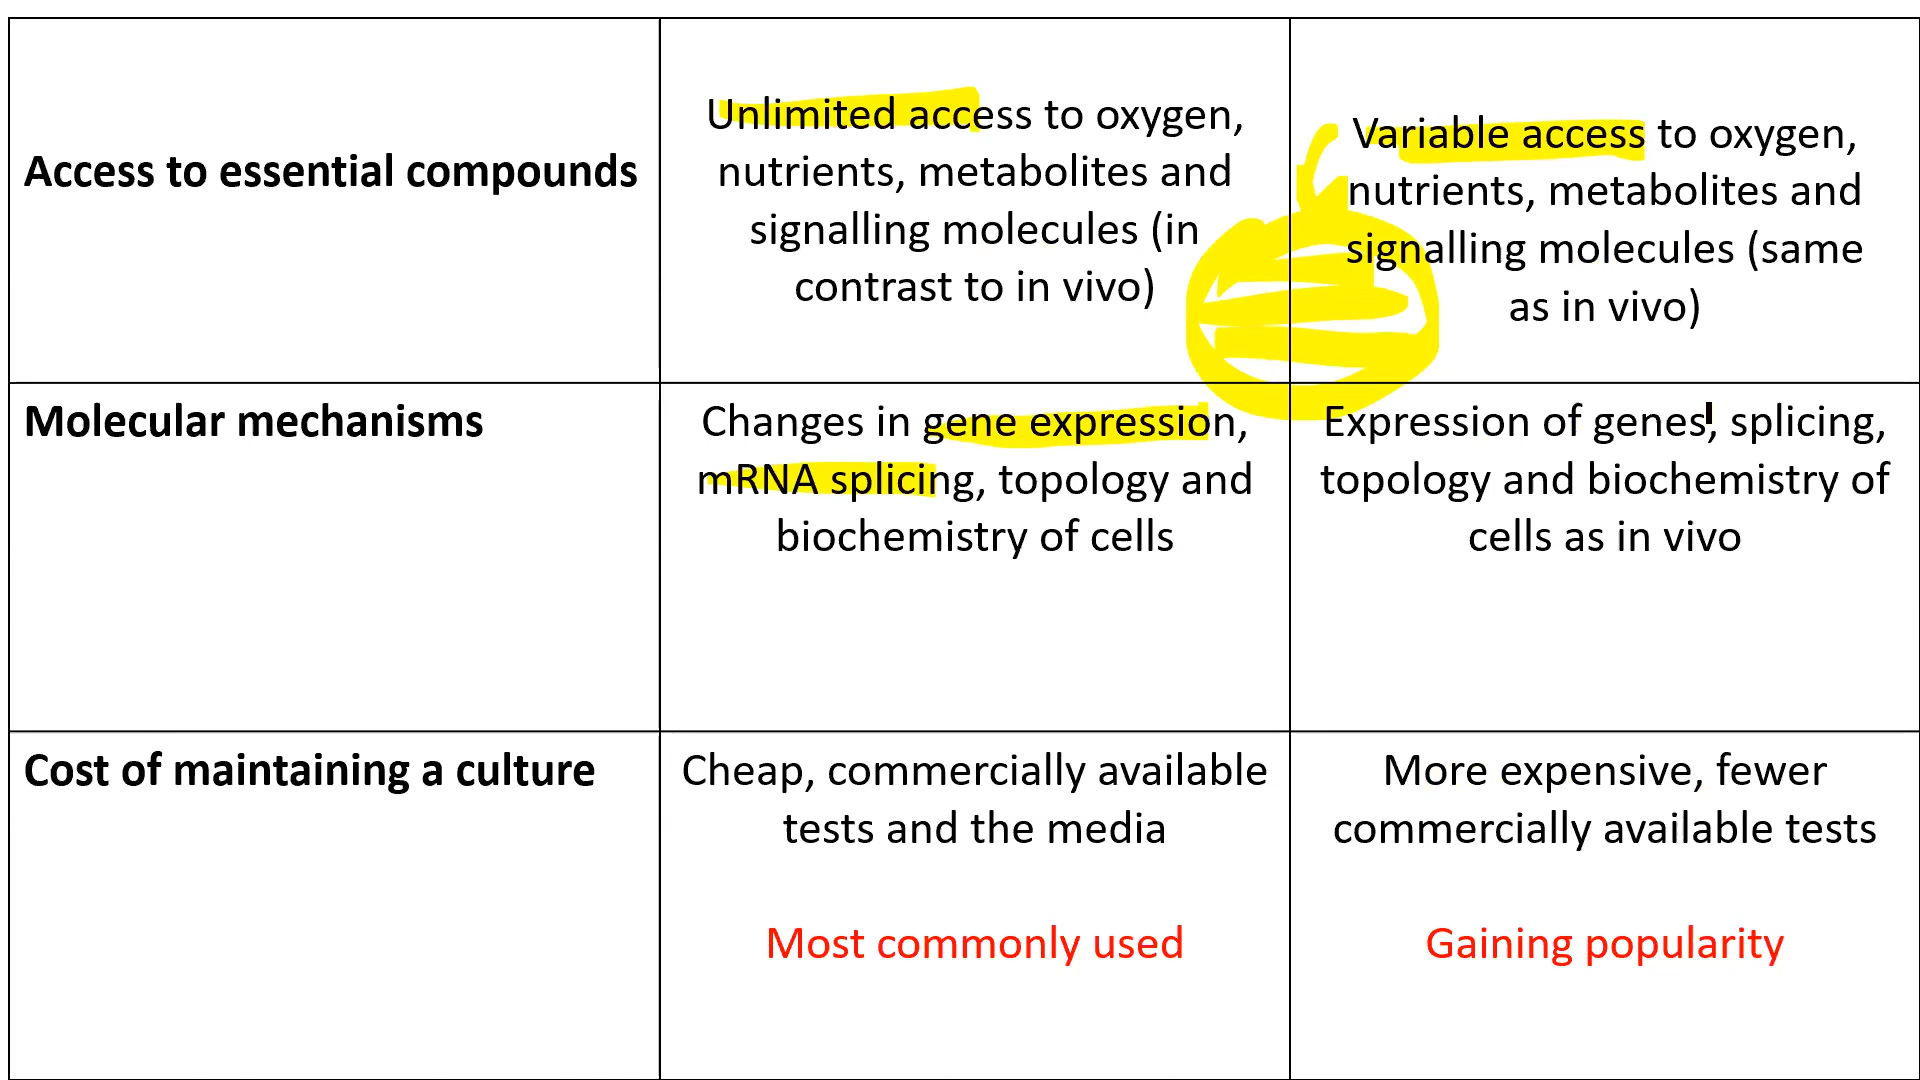 Access to essential compounds
Unlimited access to oxygen,
nutrients, metabolites and
signalling molecules (in
contrast to in vivo)
Variable access to oxygen,
nutrients, metabolites and
signalling molecules (same
as in vivo)
Molecular mechanisms
Changes in gene expression,
mRNA splicing, topology and
biochemistry of cells
Expression of genes, splicing,
topology and biochemistry of
cells as in vivo
Cost of maintaining a culture
Cheap, commercially available
tests and the media
Most commonly used
More expensive, fewer
commercially available tests
Gaining popularity